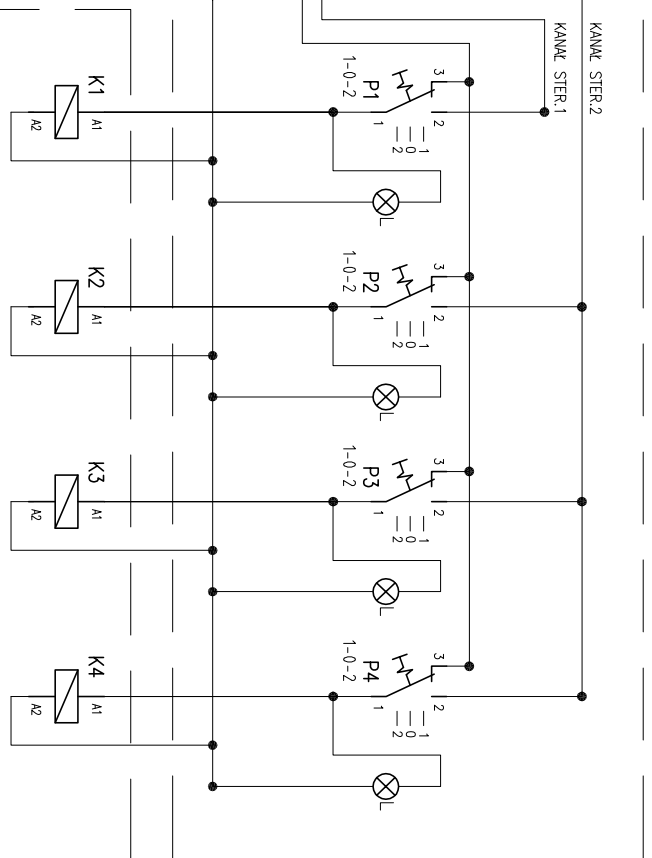 KANAŁ STER.2
KANAŁ STER.1
K1
A1
A2
P1
1-0-2
3
1
2
1
0
2
L
K2
A1
A2
P2
1-0-2
3
1
2
1
0
2
L
K3
A1
A2
P3
1-0-2
3
1
2
1
0
2
L
K4
A1
A2
P4
1-0-2
3
1
2
1
0
2
L